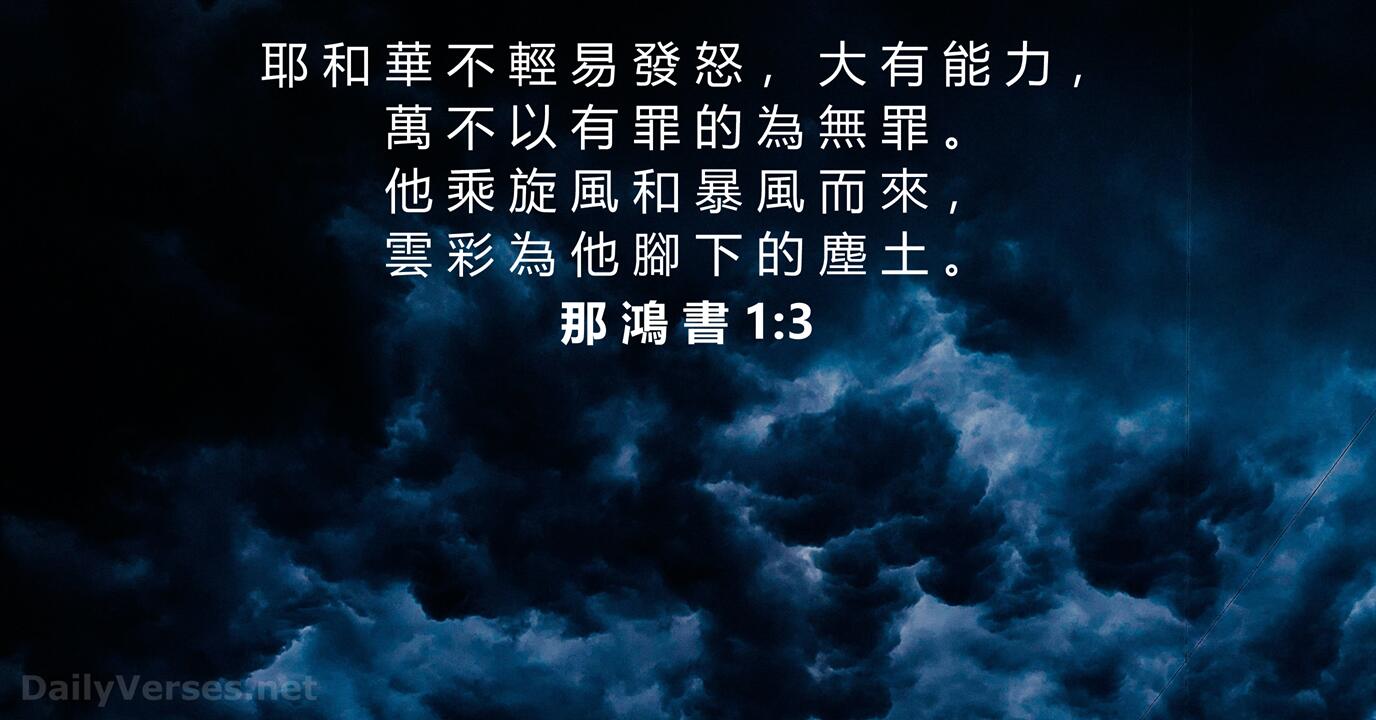 耶和華不輕易發怒，大有能力，
萬不以有罪的為無罪。
他乘旋風和暴風而來，
雲彩為他腳下的塵土。
那鴻書 1:3
DailyVerses.net